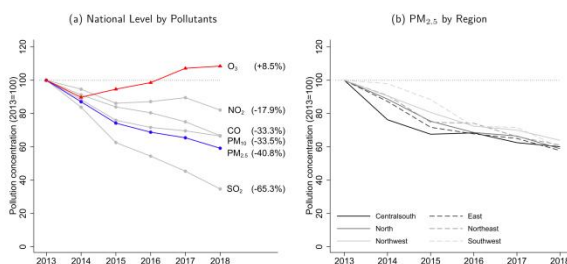 (a) National Level by Pollutants
Pollution concentration (2013=100)
120
100
80
60
40
20
0
O₃ (+8.5%)
NO₂ (-17.9%)
CO (-33.3%)
PM₁₀ (-33.5%)
PM₂.₅ (-40.8%)
SO₂ (-65.3%)
2013 2014 2015 2016 2017 2018
(b) PM₂.₅ by Region
Pollution concentration (2013=100)
120
100
80
60
40
20
0
Centralsouth East
North Northeast
Northwest Southwest
2013 2014 2015 2016 2017 2018